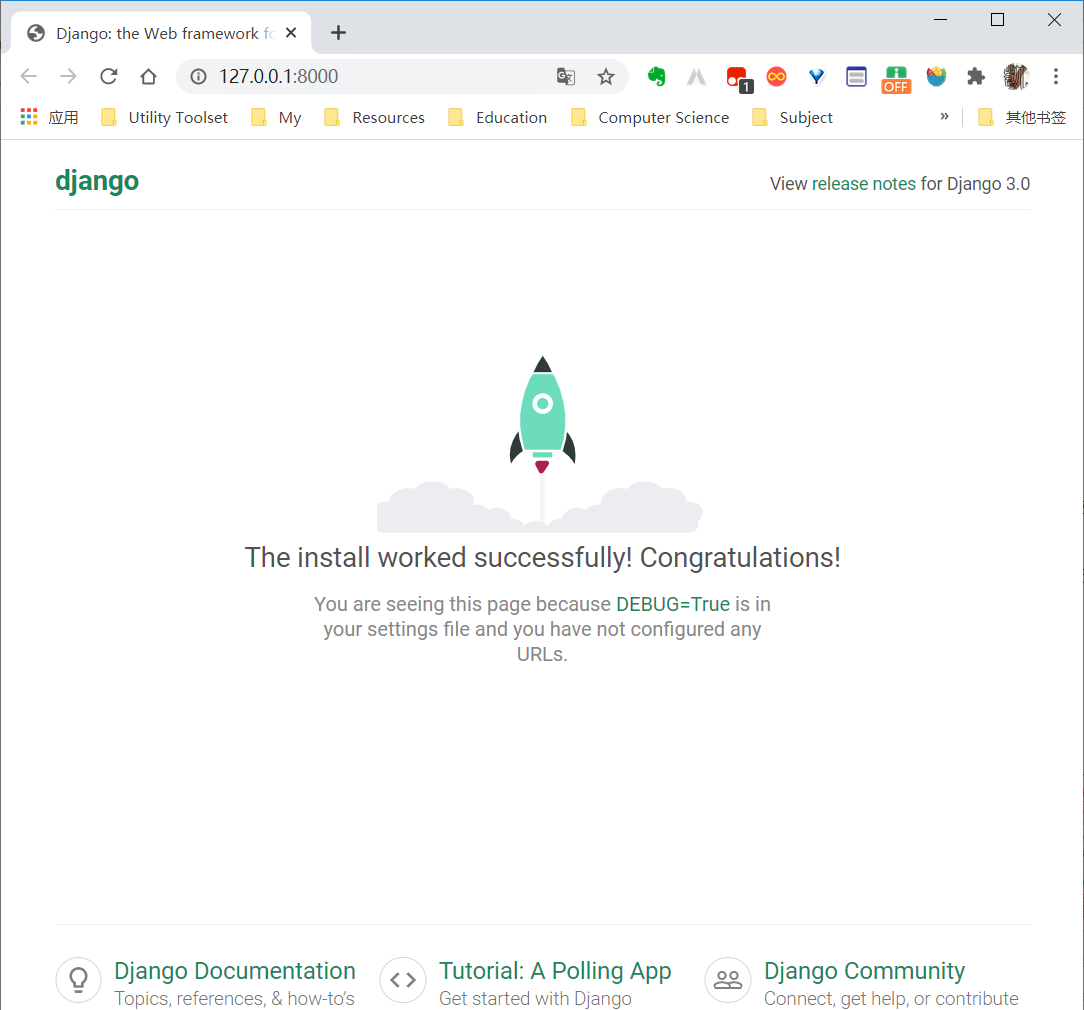 Django: the Web framework fo
127.0.0.1:8000
1
OFF
应用
Utility Toolset
My
Resources
Education
Computer Science
Subject
»
其他书签
django
View release notes for Django 3.0
The install worked successfully! Congratulations!
You are seeing this page because DEBUG=True is in
your settings file and you have not configured any
URLs.
Django Documentation
Topics, references, & how-to's
Tutorial: A Polling App
Get started with Django
Django Community
Connect, get help, or contribute